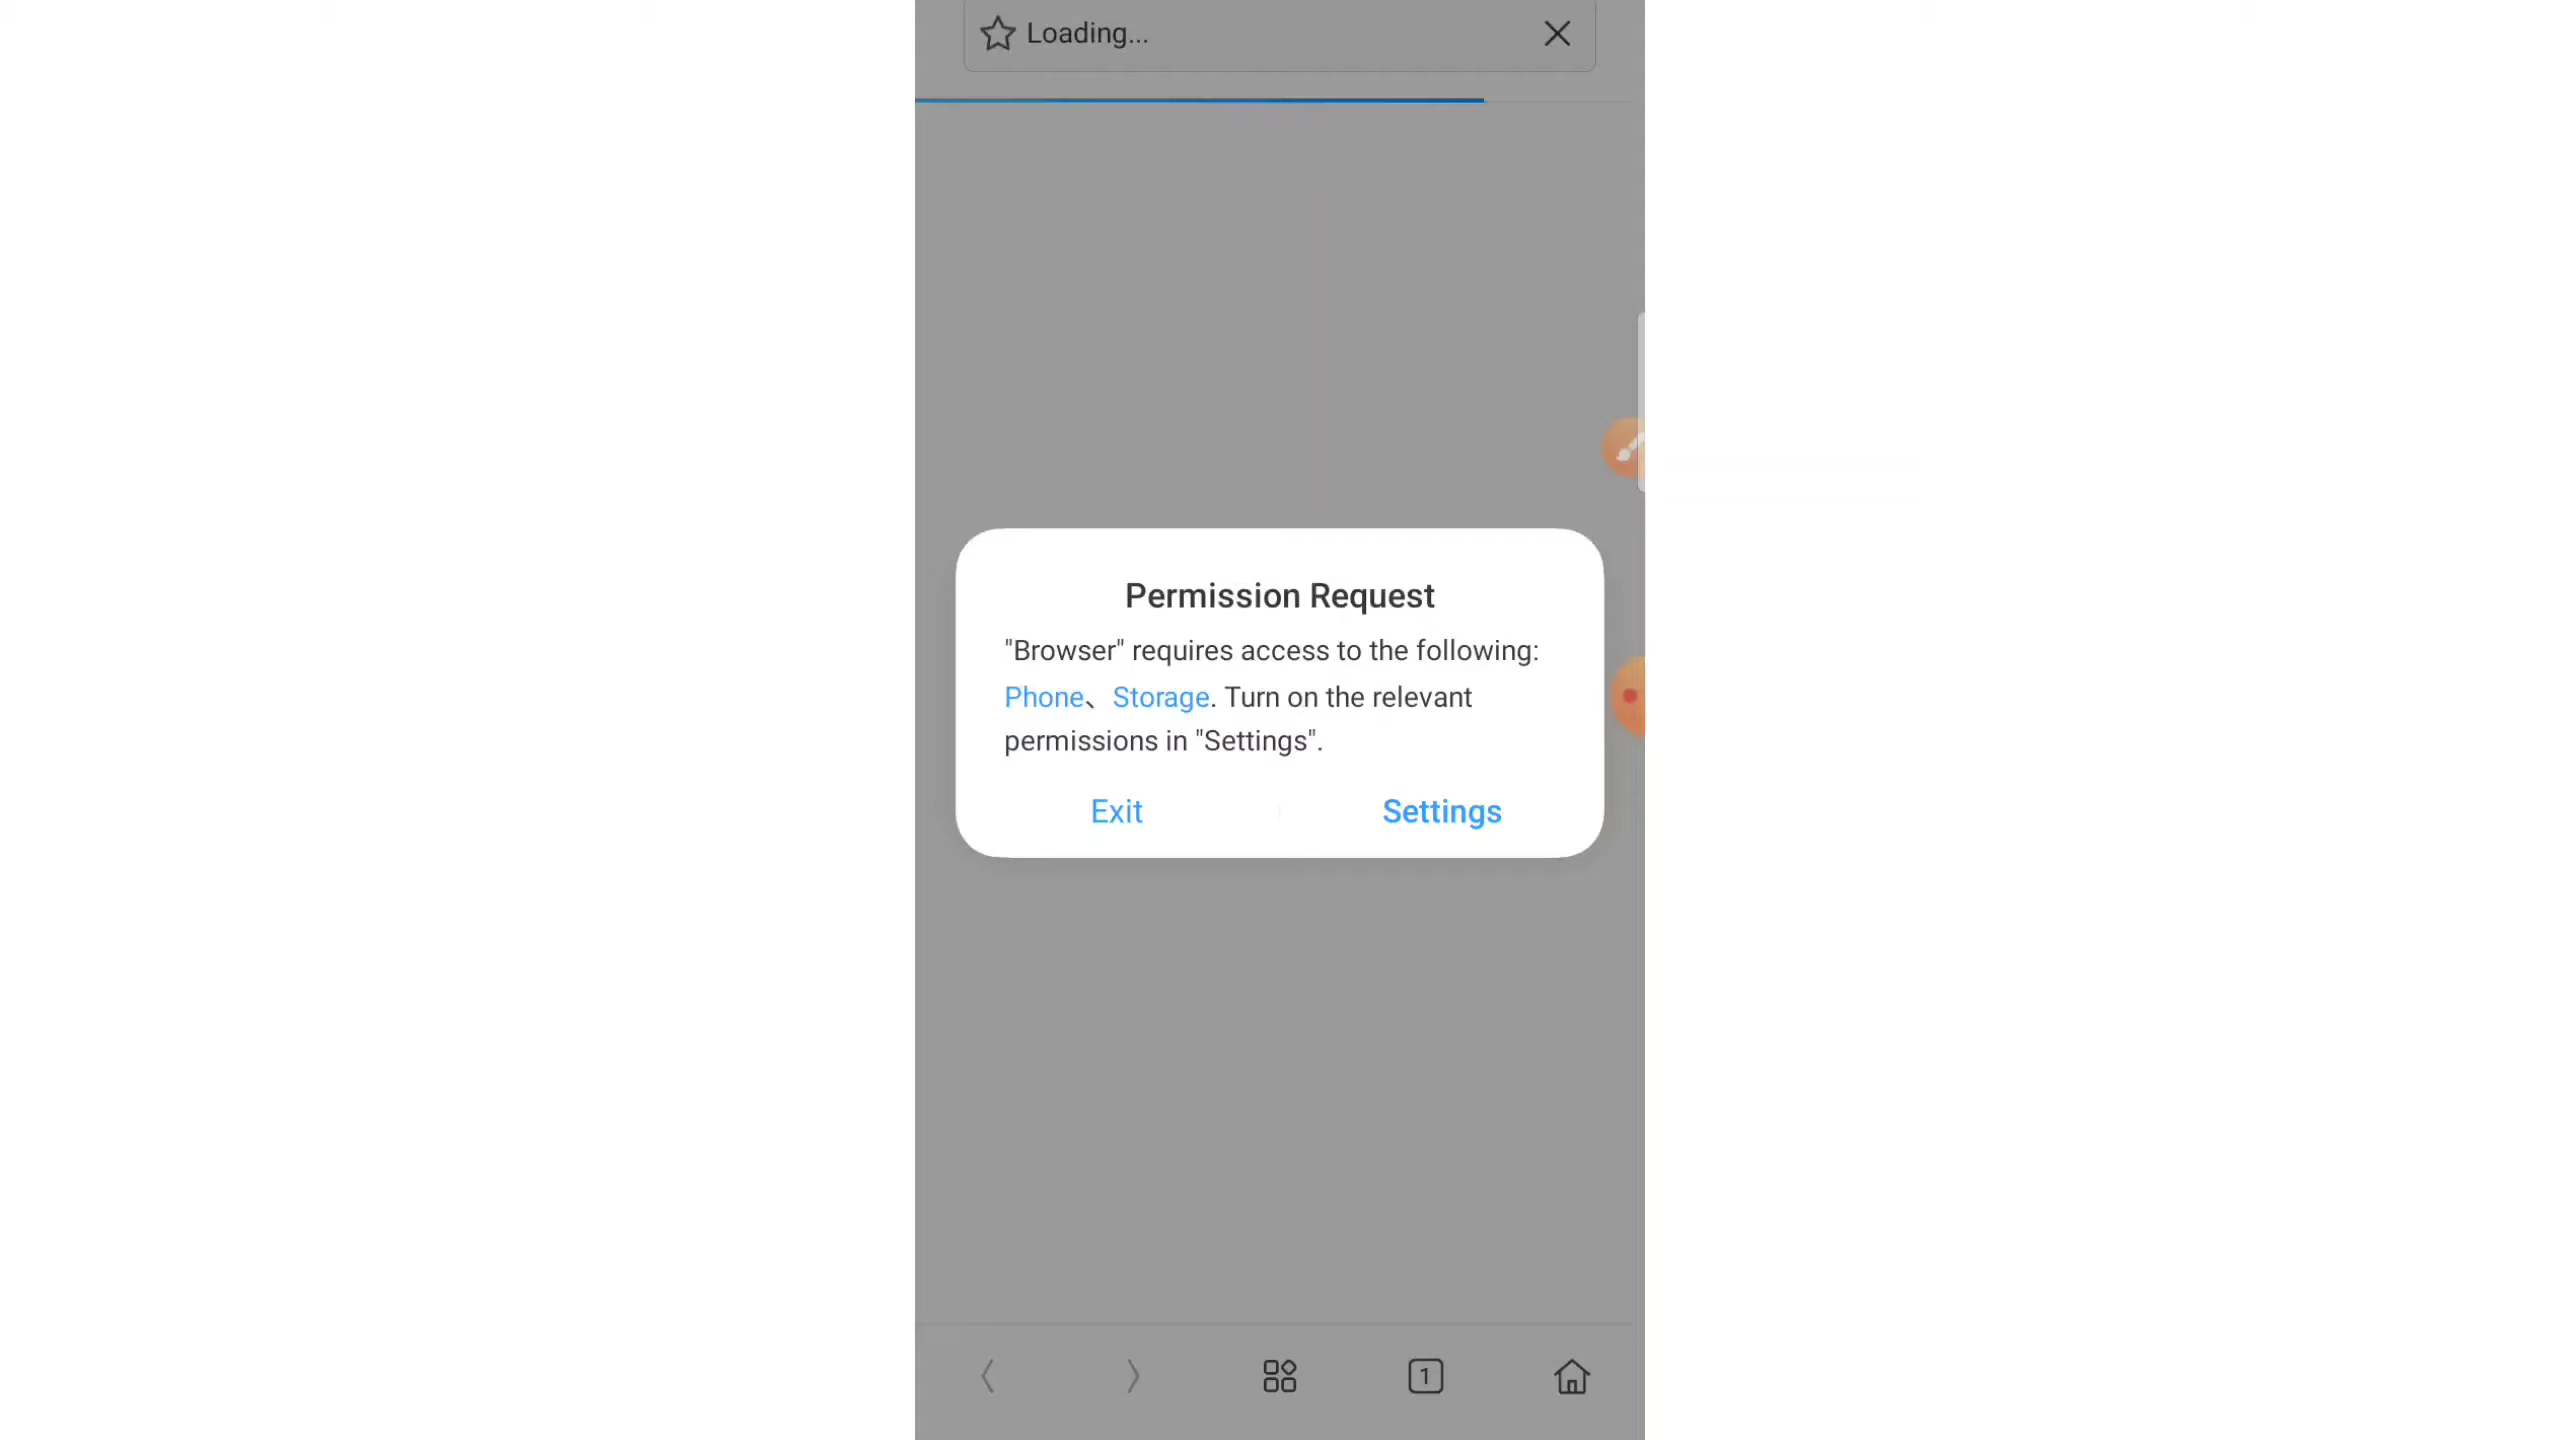 Loading...
Permission Request
"Browser" requires access to the following:
Phone、Storage. Turn on the relevant
permissions in "Settings".
Exit
Settings
1